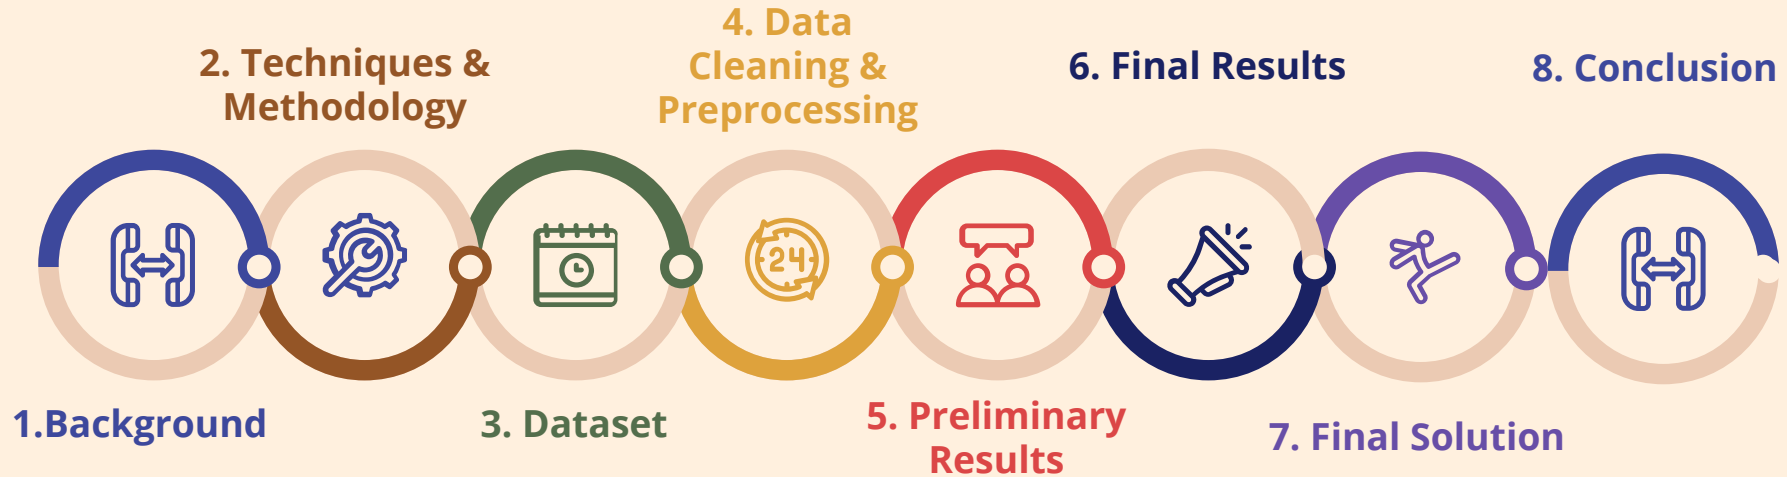 1.Background
2. Techniques &
Methodology
3. Dataset
4. Data
Cleaning &
Preprocessing
24
5. Preliminary
Results
6. Final Results
7. Final Solution
8. Conclusion